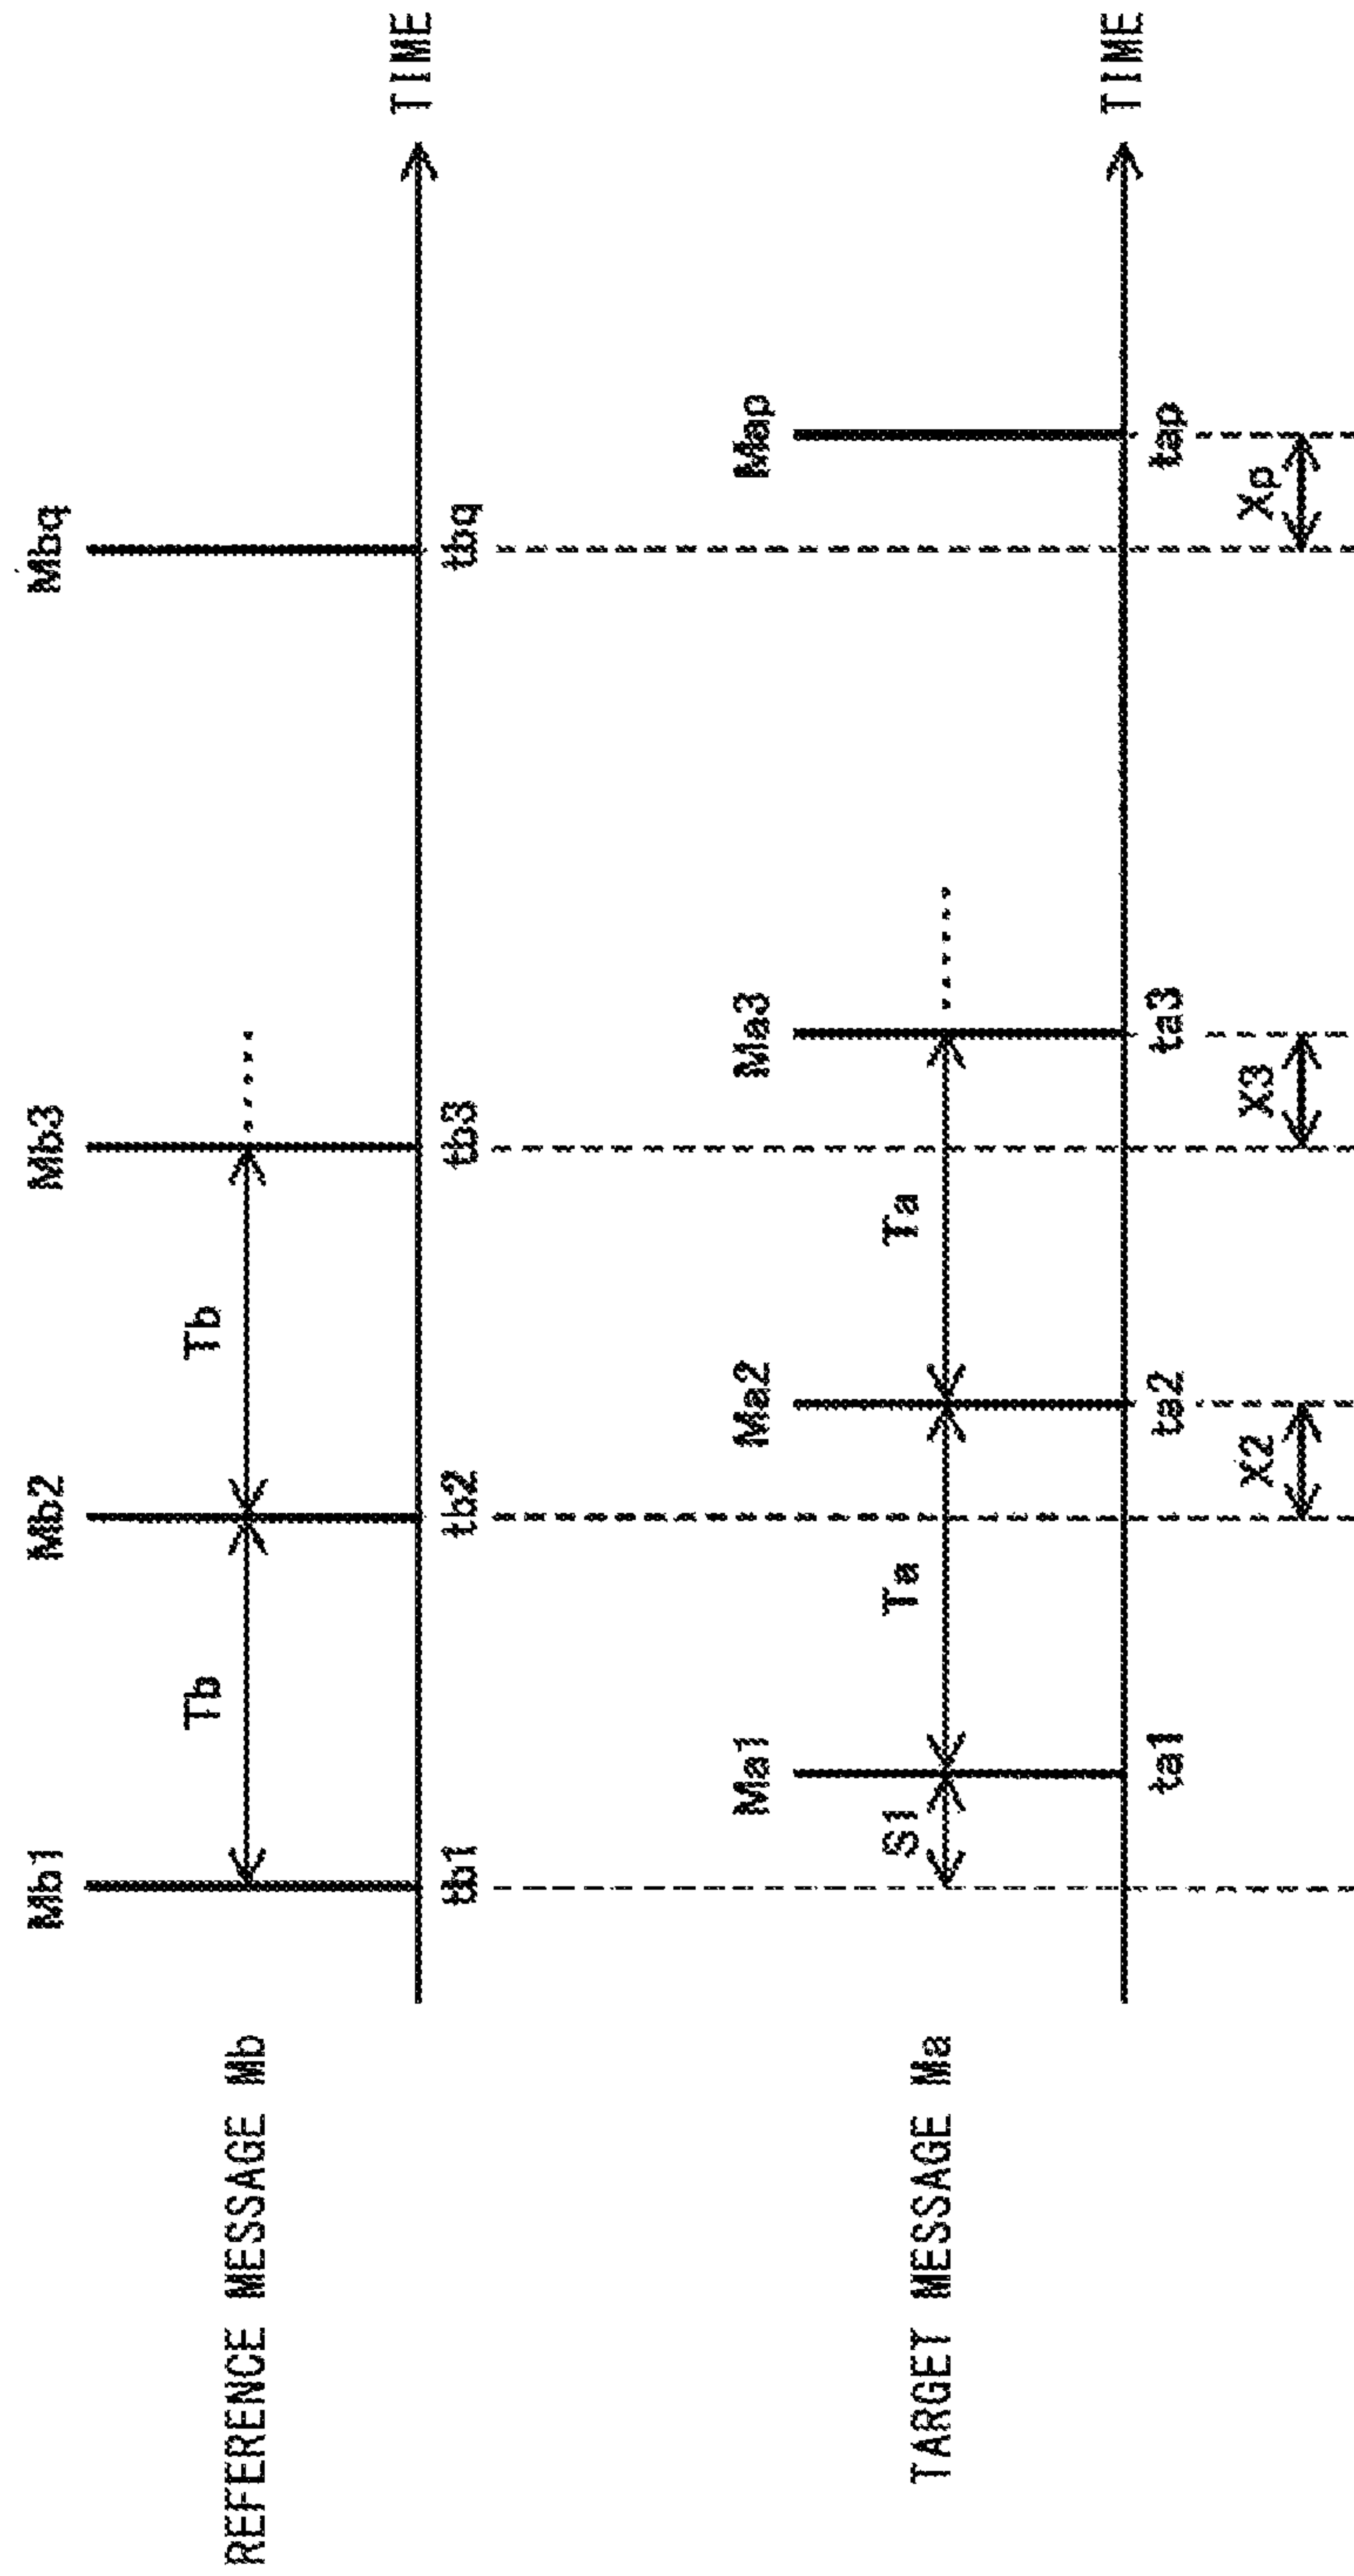 Mb1 Mb2 Mb3 Mbq
Tb Tb ......
REFERENCE MESSAGE Mb
TIME
tb1 tb2 tb3 tbq
Ma1 Ma2 Ma3 Map
S1 Ta Ta ......
TARGET MESSAGE Ma
TIME
ta1 ta2 ta3 tap
X2 X3 Xp